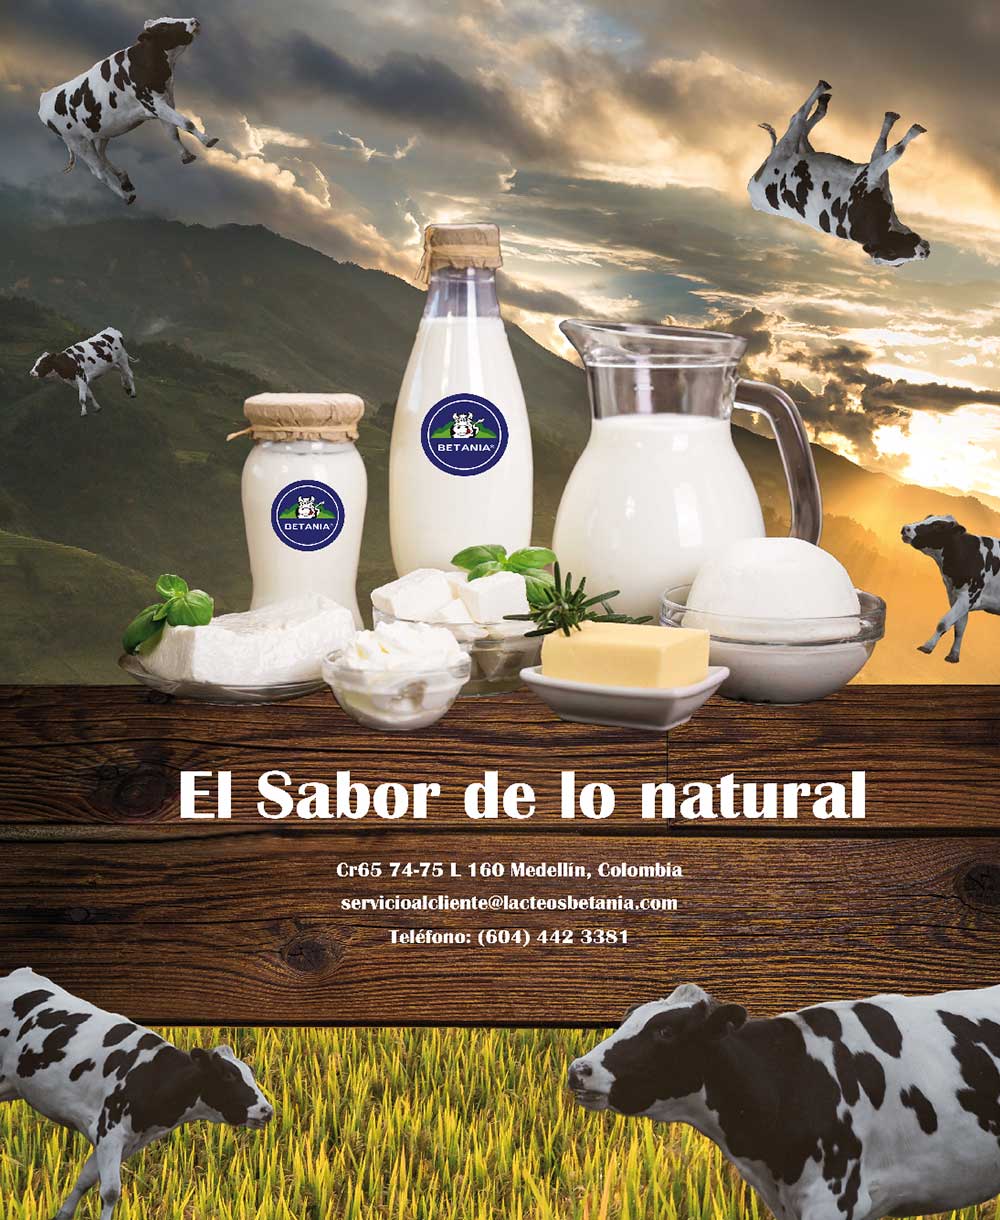 BETANIA®
BETANIA®
El Sabor de lo natural
Cr65 74-75 L 160 Medellín, Colombia
servicioalcliente@lacteosbetania.com
Teléfono: (604) 442 3381